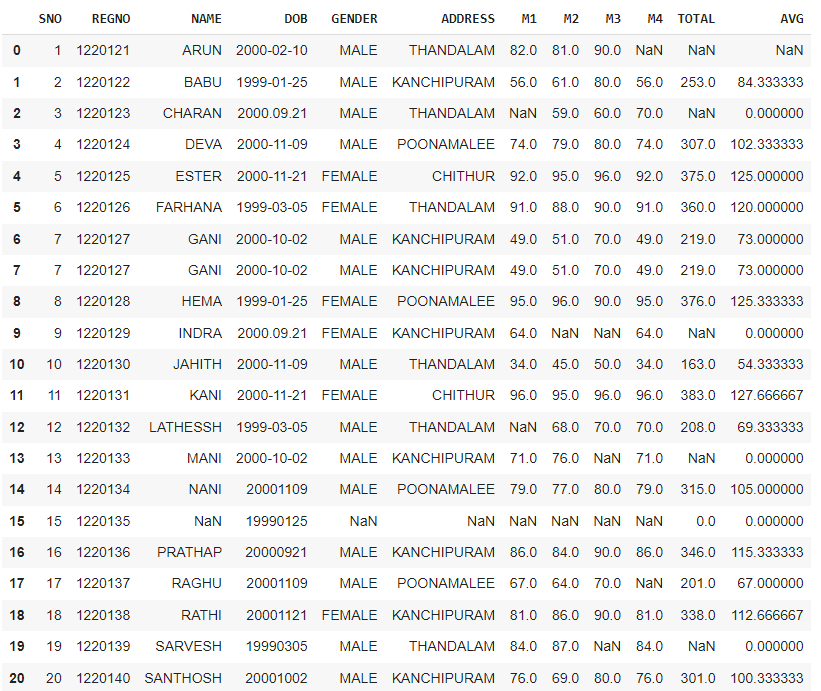 SNO REGNO NAME DOB GENDER ADDRESS M1 M2 M3 M4 TOTAL AVG
0 1 1220121 ARUN 2000-02-10 MALE THANDALAM 82.0 81.0 90.0 NaN NaN NaN
1 2 1220122 BABU 1999-01-25 MALE KANCHIPURAM 56.0 61.0 80.0 56.0 253.0 84.333333
2 3 1220123 CHARAN 2000.09.21 MALE THANDALAM NaN 59.0 60.0 70.0 NaN 0.000000
3 4 1220124 DEVA 2000-11-09 MALE POONAMALEE 74.0 79.0 80.0 74.0 307.0 102.333333
4 5 1220125 ESTER 2000-11-21 FEMALE CHITHUR 92.0 95.0 96.0 92.0 375.0 125.000000
5 6 1220126 FARHANA 1999-03-05 FEMALE THANDALAM 91.0 88.0 90.0 91.0 360.0 120.000000
6 7 1220127 GANI 2000-10-02 MALE KANCHIPURAM 49.0 51.0 70.0 49.0 219.0 73.000000
7 7 1220127 GANI 2000-10-02 MALE KANCHIPURAM 49.0 51.0 70.0 49.0 219.0 73.000000
8 8 1220128 HEMA 1999-01-25 FEMALE POONAMALEE 95.0 96.0 90.0 95.0 376.0 125.333333
9 9 1220129 INDRA 2000.09.21 FEMALE KANCHIPURAM 64.0 NaN NaN 64.0 NaN 0.000000
10 10 1220130 JAHITH 2000-11-09 MALE THANDALAM 34.0 45.0 50.0 34.0 163.0 54.333333
11 11 1220131 KANI 2000-11-21 FEMALE CHITHUR 96.0 95.0 96.0 96.0 383.0 127.666667
12 12 1220132 LATHESSH 1999-03-05 MALE THANDALAM NaN 68.0 70.0 70.0 208.0 69.333333
13 13 1220133 MANI 2000-10-02 MALE KANCHIPURAM 71.0 76.0 NaN 71.0 NaN 0.000000
14 14 1220134 NANI 20001109 MALE POONAMALEE 79.0 77.0 80.0 79.0 315.0 105.000000
15 15 1220135 NaN 19990125 NaN NaN NaN NaN NaN NaN 0.0 0.000000
16 16 1220136 PRATHAP 20000921 MALE KANCHIPURAM 86.0 84.0 90.0 86.0 346.0 115.333333
17 17 1220137 RAGHU 20001109 MALE POONAMALEE 67.0 64.0 70.0 NaN 201.0 67.000000
18 18 1220138 RATHI 20001121 FEMALE KANCHIPURAM 81.0 86.0 90.0 81.0 338.0 112.666667
19 19 1220139 SARVESH 19990305 MALE THANDALAM 84.0 87.0 NaN 84.0 NaN 0.000000
20 20 1220140 SANTHOSH 20001002 MALE KANCHIPURAM 76.0 69.0 80.0 76.0 301.0 100.333333